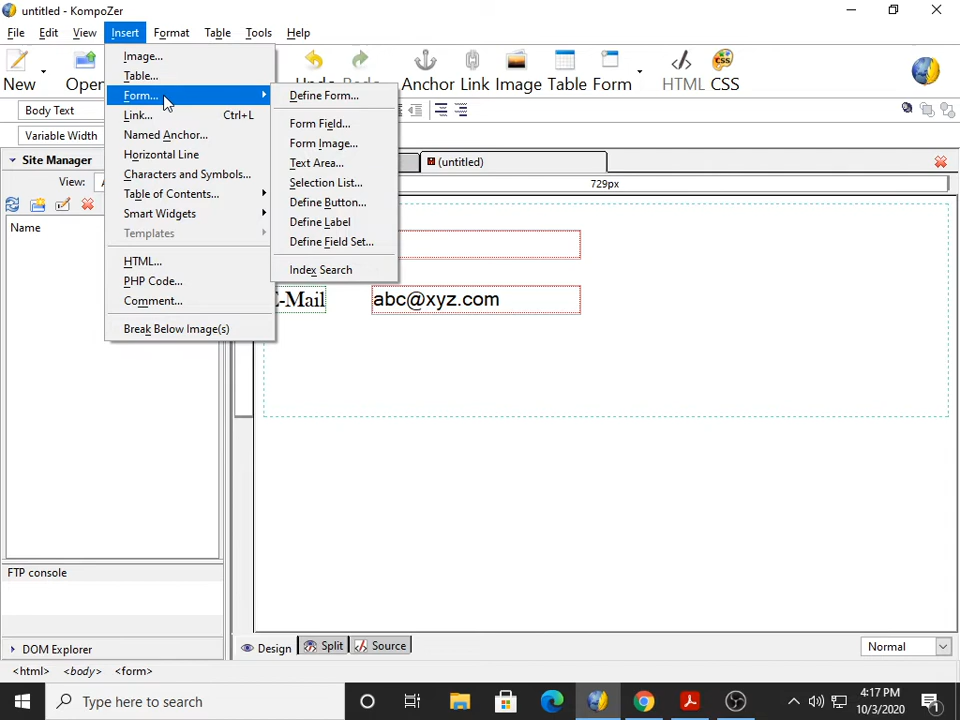 untitled - KompoZer
File Edit View Insert Format Table Tools Help
New Open Undo Redo Anchor Link Image Table Form HTML CSS
Body Text
Variable Width
Image...
Table...
Form...
Link... Ctrl+L
Named Anchor...
Horizontal Line
Characters and Symbols...
Table of Contents...
Smart Widgets
Templates
HTML...
PHP Code...
Comment...
Break Below Image(s)
Define Form...
Form Field...
Form Image...
Text Area...
Selection List...
Define Button...
Define Label
Define Field Set...
Index Search
Site Manager
View:
Name
(untitled)
729px
E-Mail abc@xyz.com
FTP console
DOM Explorer
Design Split Source
Normal
<html> <body> <form>
Type here to search
4:17 PM
10/3/2020
1